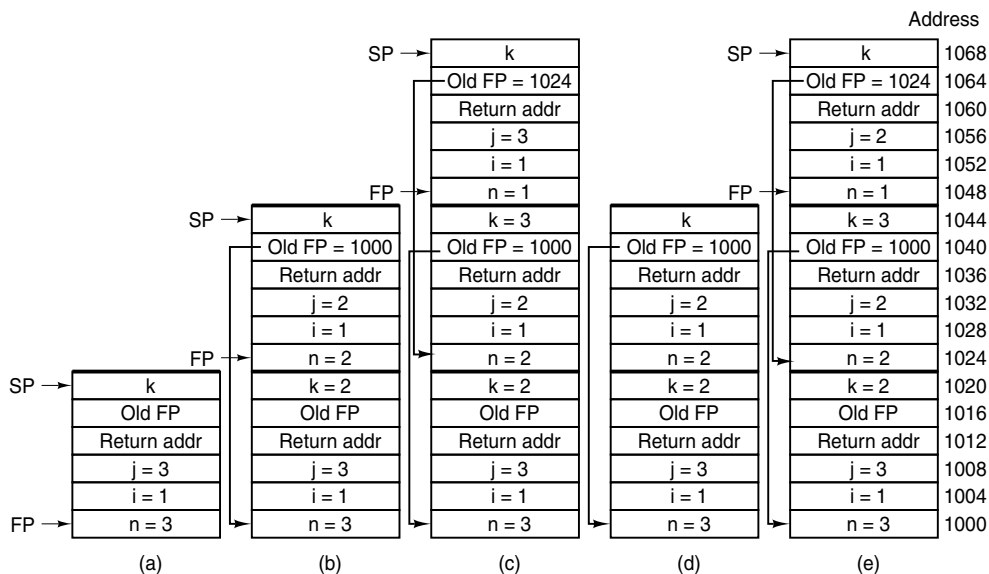 Address
SP k SP k 1068
Old FP = 1024 Old FP = 1024 1064
Return addr Return addr 1060
j = 3 j = 2 1056
i = 1 i = 1 1052
FP n = 1 FP n = 1 1048
SP k k = 3 k k = 3 1044
Old FP = 1000 Old FP = 1000 Old FP = 1000 Old FP = 1000 1040
Return addr Return addr Return addr Return addr 1036
j = 2 j = 2 j = 2 j = 2 1032
i = 1 i = 1 i = 1 i = 1 1028
FP n = 2 n = 2 n = 2 n = 2 1024
SP k k = 2 k = 2 k = 2 k = 2 1020
Old FP Old FP Old FP Old FP Old FP 1016
Return addr Return addr Return addr Return addr Return addr 1012
j = 3 j = 3 j = 3 j = 3 j = 3 1008
i = 1 i = 1 i = 1 i = 1 i = 1 1004
FP n = 3 n = 3 n = 3 n = 3 n = 3 1000
(a) (b) (c) (d) (e)